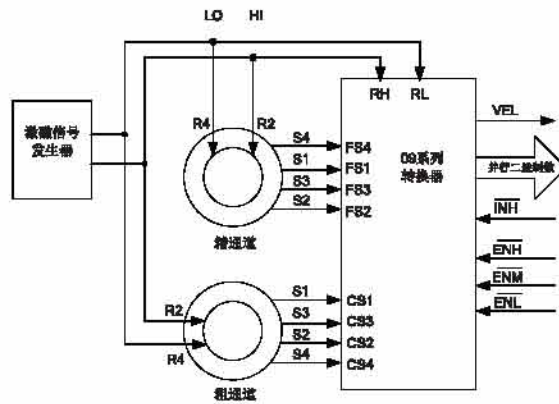 LO HI
RH RL
激磁信号
发生器
R4 R2
S4 FS4
S1 FS1
S3 FS3
S2 FS2
精通道
09系列
转换器
VEL
并行二进制数
INH
ENH
ENM
ENL
S1 CS1
R2 S3 CS3
S2 CS2
R4 S4 CS4
粗通道